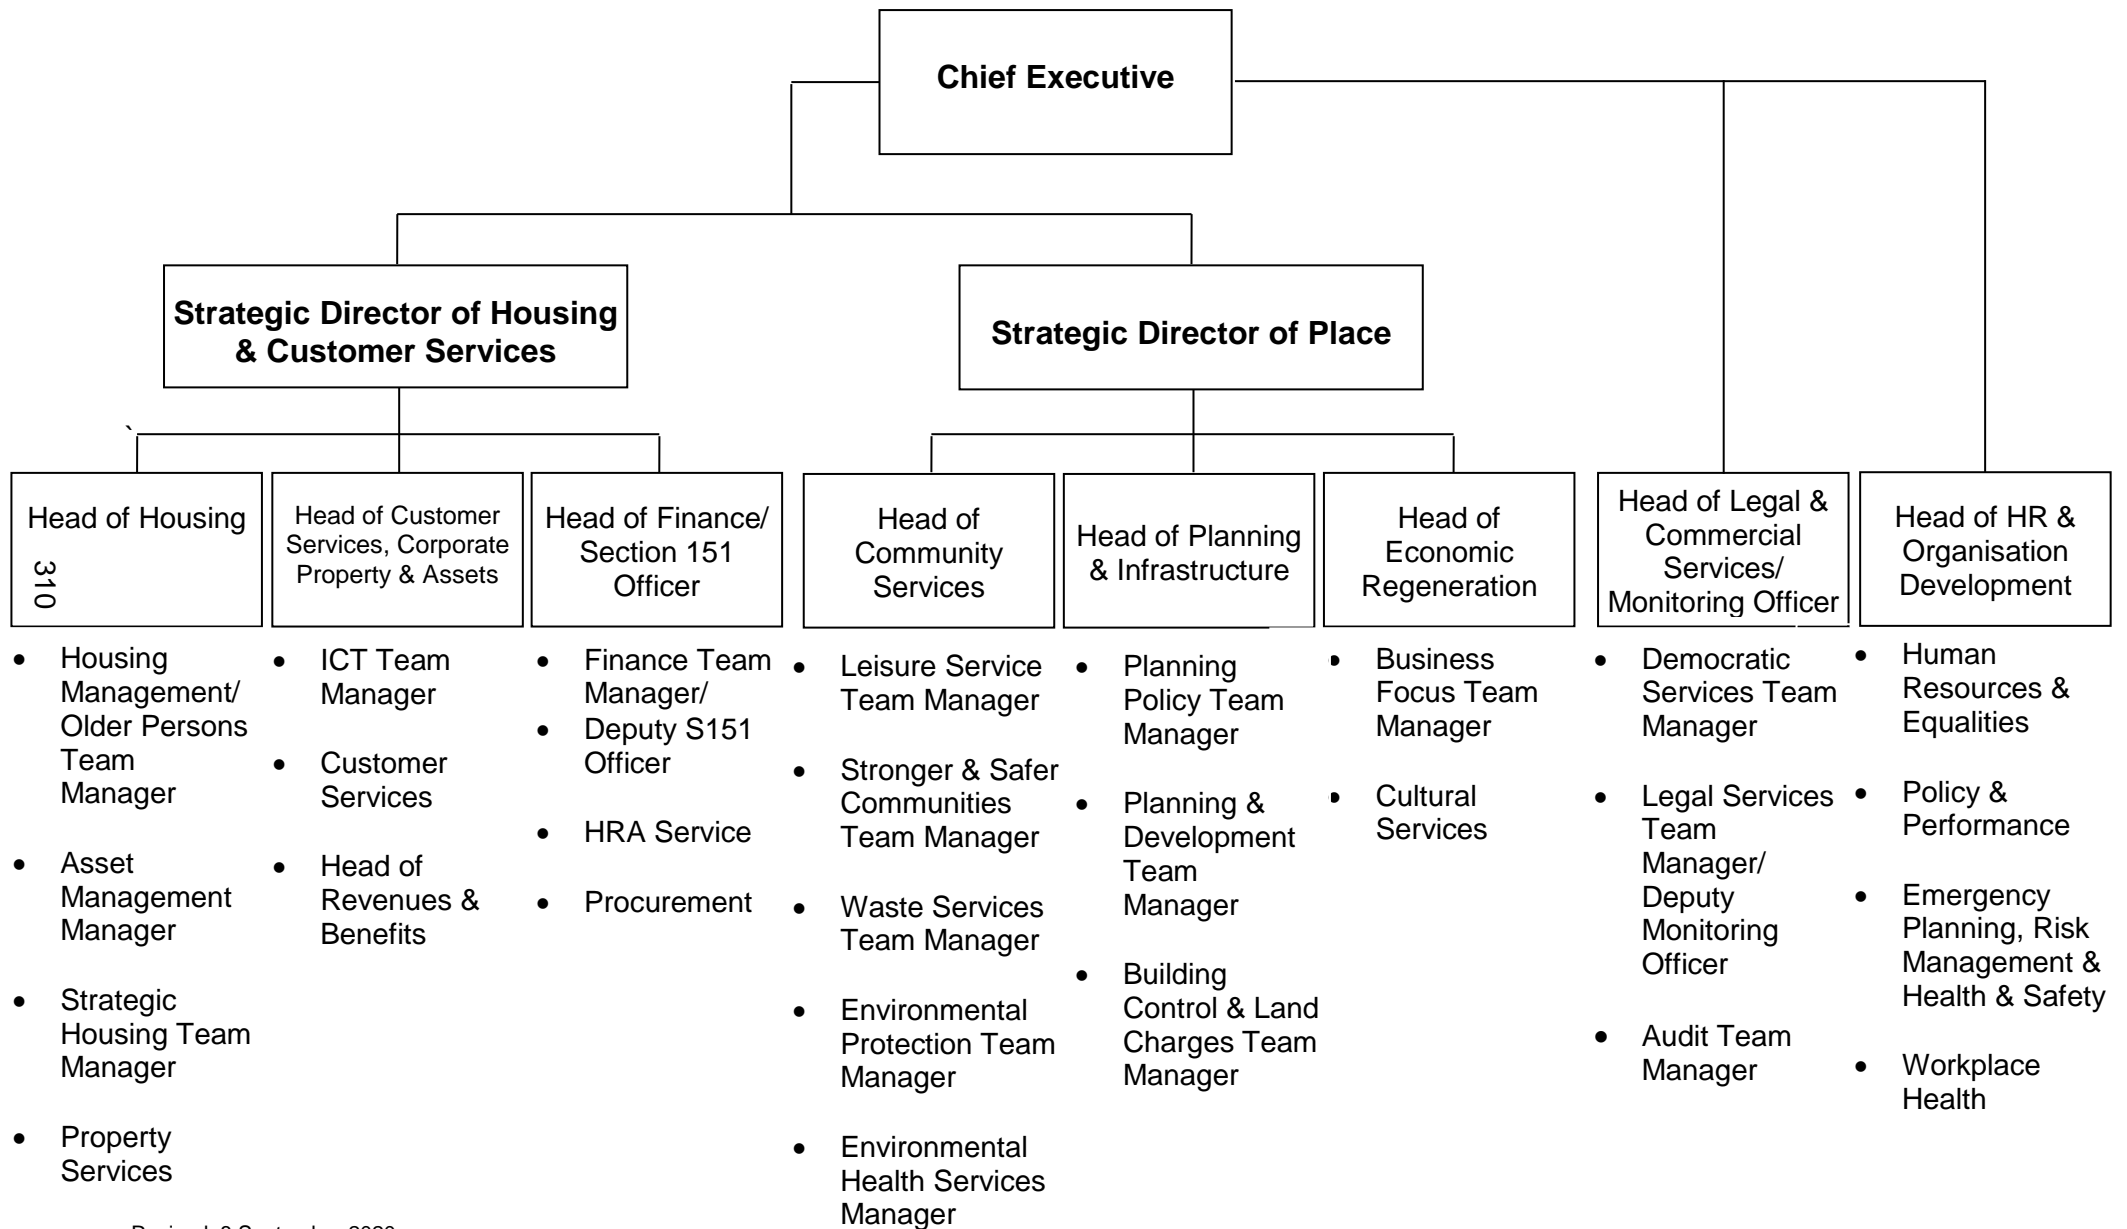 Chief Executive
Strategic Director of Housing
& Customer Services
Strategic Director of Place
`
Head of Housing
310
Head of Customer
Services, Corporate
Property & Assets
Head of Finance/
Section 151
Officer
Head of
Community
Services
Head of Planning
& Infrastructure
Head of
Economic
Regeneration
Head of Legal &
Commercial
Services/
Monitoring Officer
Head of HR &
Organisation
Development
• Housing
Management/
Older Persons
Team
Manager
• Asset
Management
Manager
• Strategic
Housing Team
Manager
• Property
Services
• ICT Team
Manager
• Customer
Services
• Head of
Revenues &
Benefits
• Finance Team
Manager/
• Deputy S151
Officer
• HRA Service
• Procurement
• Leisure Service
Team Manager
• Stronger & Safer
Communities
Team Manager
• Waste Services
Team Manager
• Environmental
Protection Team
Manager
• Environmental
Health Services
Manager
• Planning
Policy Team
Manager
• Planning &
Development
Team
Manager
• Building
Control & Land
Charges Team
Manager
• Business
Focus Team
Manager
• Cultural
Services
• Democratic
Services Team
Manager
• Legal Services
Team
Manager/
Deputy
Monitoring
Officer
• Audit Team
Manager
• Human
Resources &
Equalities
• Policy &
Performance
• Emergency
Planning, Risk
Management &
Health & Safety
• Workplace
Health